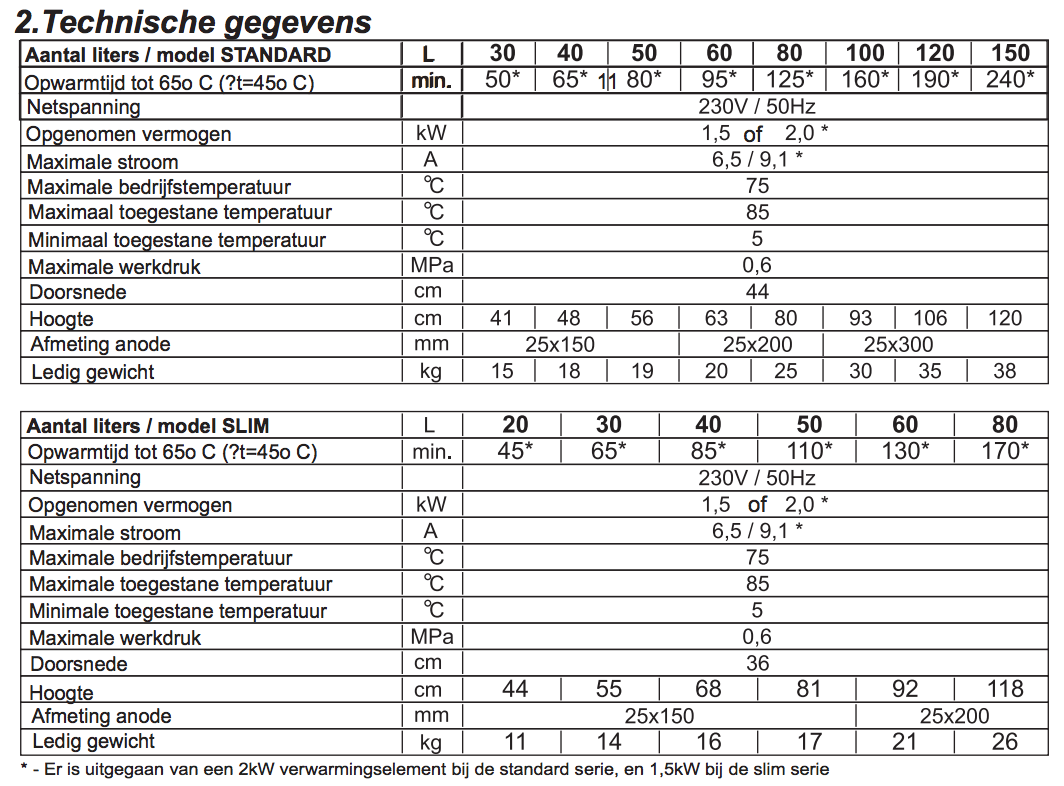 2.Technische gegevens
Aantal liters / model STANDARD L 30 40 50 60 80 100 120 150
Opwarmtijd tot 65o C (?t=45o C) min. 50* 65* 11 80* 95* 125* 160* 190* 240*
Netspanning 230V / 50Hz
Opgenomen vermogen kW 1,5 of 2,0 *
Maximale stroom A 6,5 / 9,1 *
Maximale bedrijfstemperatuur °C 75
Maximaal toegestane temperatuur °C 85
Minimaal toegestane temperatuur °C 5
Maximale werkdruk MPa 0,6
Doorsnede cm 44
Hoogte cm 41 48 56 63 80 93 106 120
Afmeting anode mm 25x150 25x200 25x300
Ledig gewicht kg 15 18 19 20 25 30 35 38
Aantal liters / model SLIM L 20 30 40 50 60 80
Opwarmtijd tot 65o C (?t=45o C) min. 45* 65* 85* 110* 130* 170*
Netspanning 230V / 50Hz
Opgenomen vermogen kW 1,5 of 2,0 *
Maximale stroom A 6,5 / 9,1 *
Maximale bedrijfstemperatuur °C 75
Maximale toegestane temperatuur °C 85
Minimale toegestane temperatuur °C 5
Maximale werkdruk MPa 0,6
Doorsnede cm 36
Hoogte cm 44 55 68 81 92 118
Afmeting anode mm 25x150 25x200
Ledig gewicht kg 11 14 16 17 21 26
* - Er is uitgegaan van een 2kW verwarmingselement bij de standard serie, en 1,5kW bij de slim serie